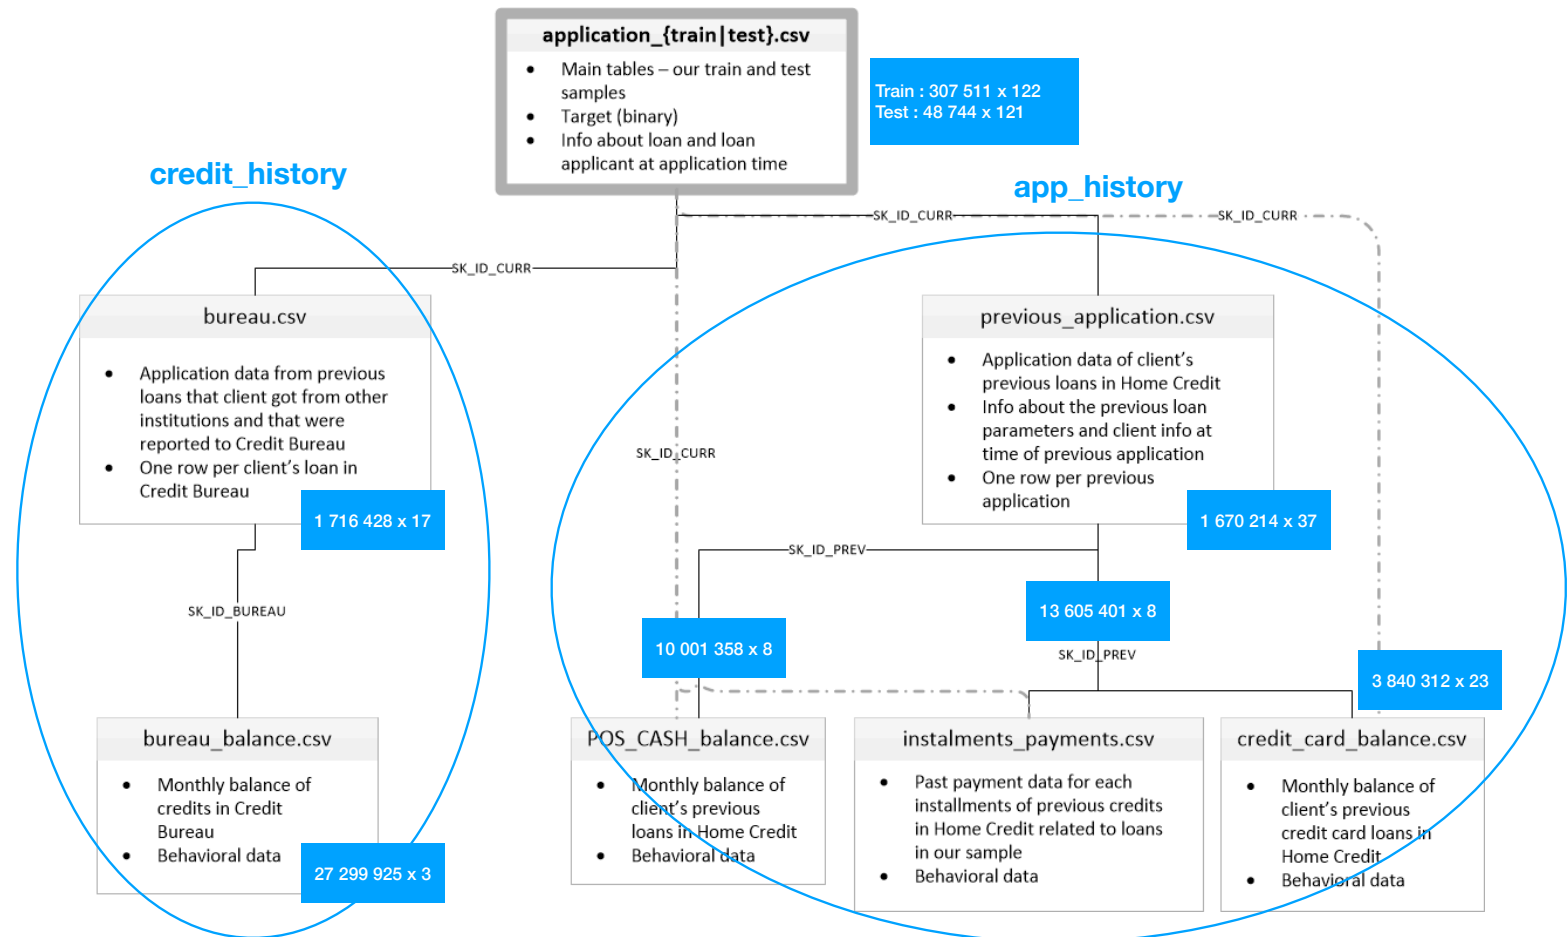 application_{train|test}.csv
• Main tables – our train and test
samples
• Target (binary)
• Info about loan and loan
applicant at application time
Train : 307 511 x 122
Test : 48 744 x 121
credit_history
app_history
SK_ID_CURR
SK_ID_CURR
SK_ID_CURR
bureau.csv
• Application data from previous
loans that client got from other
institutions and that were
reported to Credit Bureau
• One row per client's loan in
Credit Bureau
1 716 428 x 17
previous_application.csv
• Application data of client's
previous loans in Home Credit
• Info about the previous loan
parameters and client info at
time of previous application
• One row per previous
application
1 670 214 x 37
SK_ID_CURR
SK_ID_PREV
SK_ID_BUREAU
13 605 401 x 8
10 001 358 x 8
SK_ID_PREV
3 840 312 x 23
bureau_balance.csv
• Monthly balance of
credits in Credit
Bureau
• Behavioral data
27 299 925 x 3
POS_CASH_balance.csv
• Monthly balance of
client's previous
loans in Home Credit
• Behavioral data
instalments_payments.csv
• Past payment data for each
installments of previous credits
in Home Credit related to loans
in our sample
• Behavioral data
credit_card_balance.csv
• Monthly balance of
client's previous
credit card loans in
Home Credit
• Behavioral data